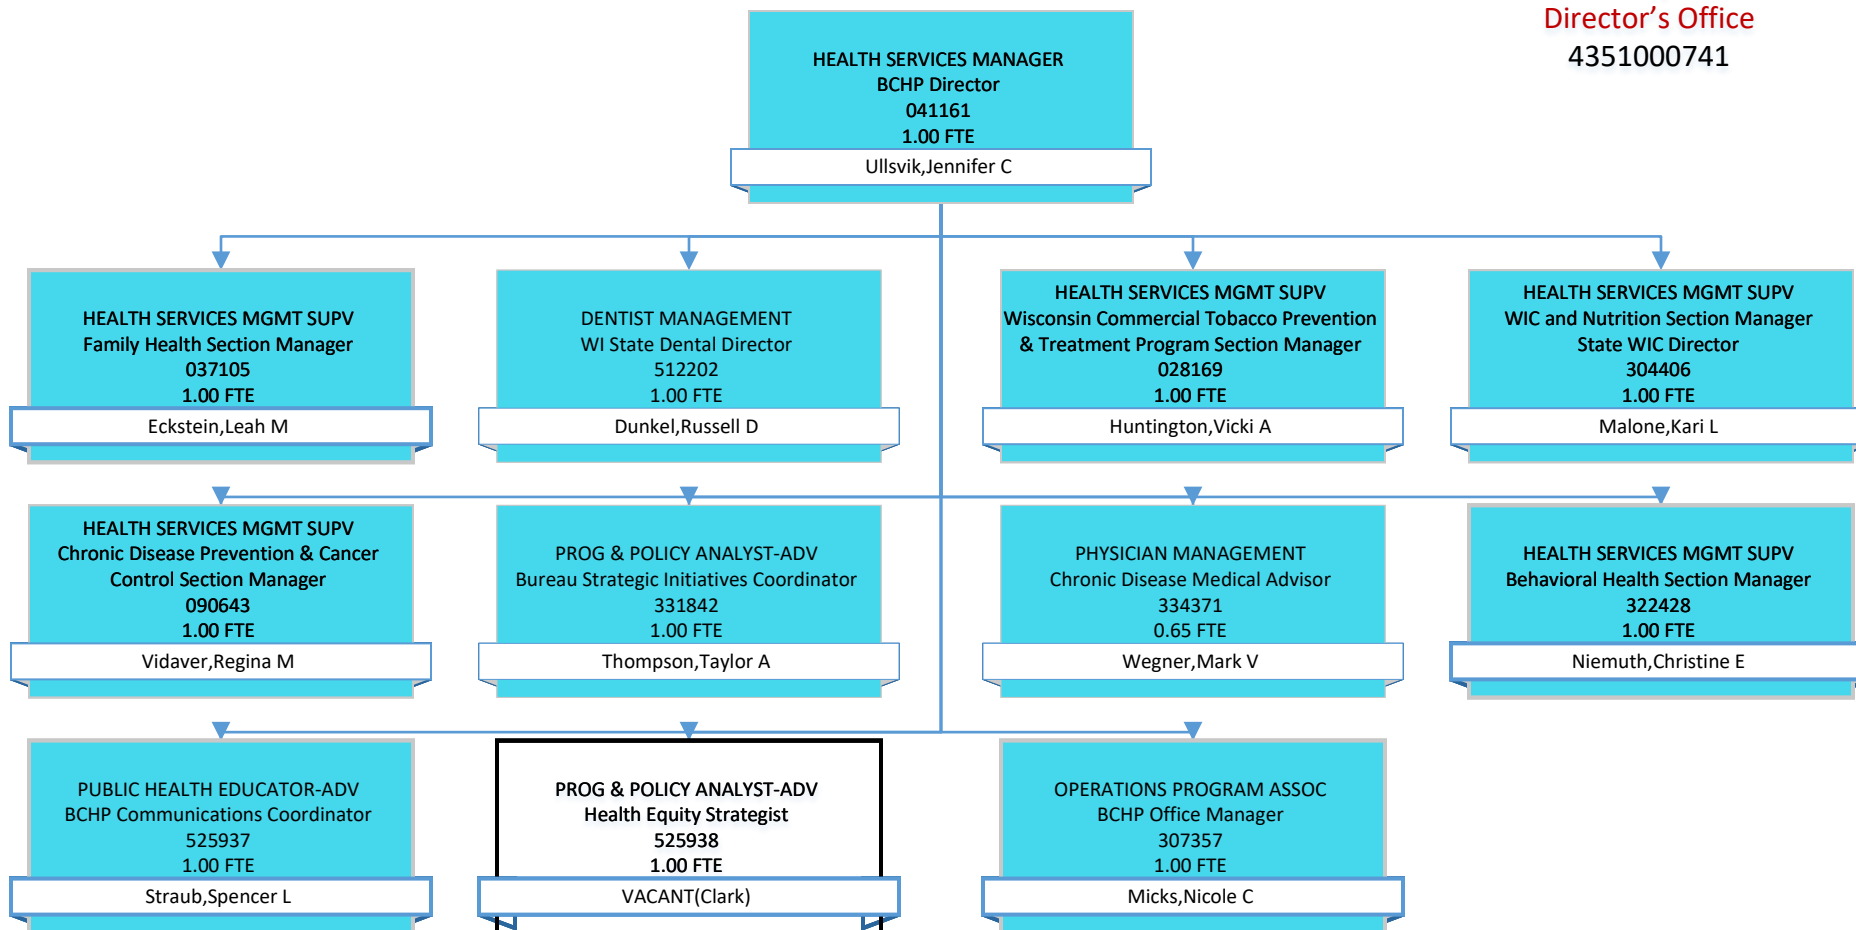 Director’s Office
4351000741
HEALTH SERVICES MANAGER
BCHP Director
041161
1.00 FTE
Ullsvik,Jennifer C
HEALTH SERVICES MGMT SUPV
Family Health Section Manager
037105
1.00 FTE
Eckstein,Leah M
DENTIST MANAGEMENT
WI State Dental Director
512202
1.00 FTE
Dunkel,Russell D
HEALTH SERVICES MGMT SUPV
Wisconsin Commercial Tobacco Prevention
& Treatment Program Section Manager
028169
1.00 FTE
Huntington,Vicki A
HEALTH SERVICES MGMT SUPV
WIC and Nutrition Section Manager
State WIC Director
304406
1.00 FTE
Malone,Kari L
HEALTH SERVICES MGMT SUPV
Chronic Disease Prevention & Cancer
Control Section Manager
090643
1.00 FTE
Vidaver,Regina M
PROG & POLICY ANALYST-ADV
Bureau Strategic Initiatives Coordinator
331842
1.00 FTE
Thompson,Taylor A
PHYSICIAN MANAGEMENT
Chronic Disease Medical Advisor
334371
0.65 FTE
Wegner,Mark V
HEALTH SERVICES MGMT SUPV
Behavioral Health Section Manager
322428
1.00 FTE
Niemuth,Christine E
PUBLIC HEALTH EDUCATOR-ADV
BCHP Communications Coordinator
525937
1.00 FTE
Straub,Spencer L
PROG & POLICY ANALYST-ADV
Health Equity Strategist
525938
1.00 FTE
VACANT(Clark)
OPERATIONS PROGRAM ASSOC
BCHP Office Manager
307357
1.00 FTE
Micks,Nicole C